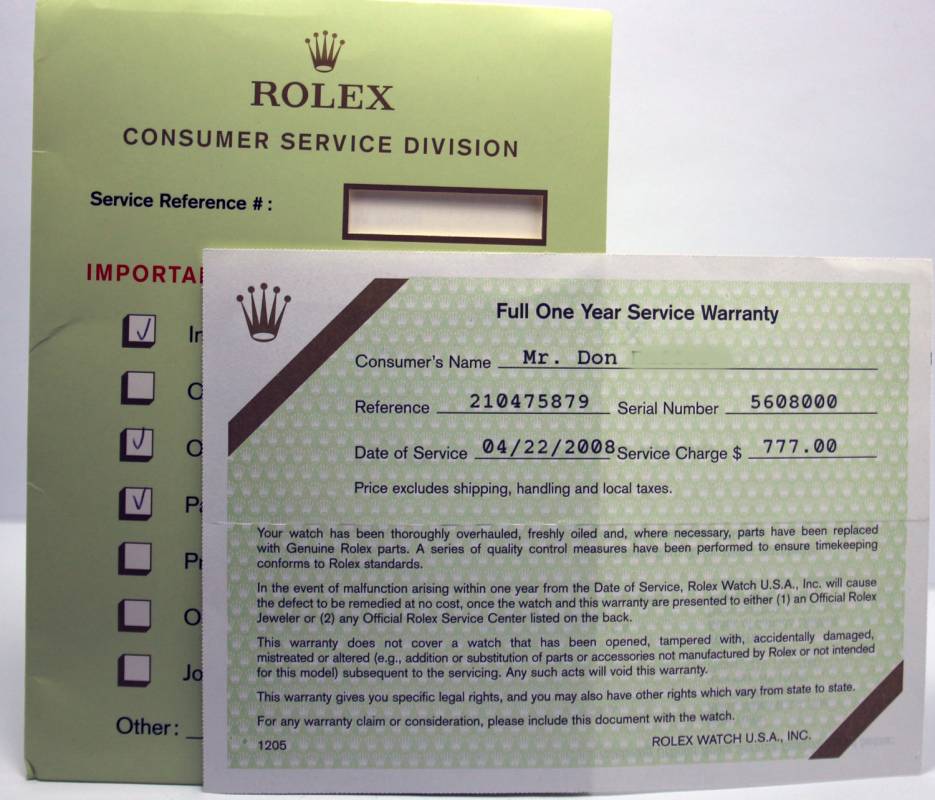 ROLEX
CONSUMER SERVICE DIVISION
Service Reference # :
IMPORTA
In
C
O
Pa
Pr
O
Jo
Other:
Full One Year Service Warranty
Consumer's Name Mr. Don
Reference 210475879 Serial Number 5608000
Date of Service 04/22/2008 Service Charge $ 777.00
Price excludes shipping, handling and local taxes.
Your watch has been thoroughly overhauled, freshly oiled and, where necessary, parts have been replaced
with Genuine Rolex parts. A series of quality control measures have been performed to ensure timekeeping
conforms to Rolex standards.
In the event of malfunction arising within one year from the Date of Service, Rolex Watch U.S.A., Inc. will cause
the defect to be remedied at no cost, once the watch and this warranty are presented to either (1) an Official Rolex
Jeweler or (2) any Official Rolex Service Center listed on the back.
This warranty does not cover a watch that has been opened, tampered with, accidentally damaged,
mistreated or altered (e.g., addition or substitution of parts or accessories not manufactured by Rolex or not intended
for this model) subsequent to the servicing. Any such acts will void this warranty.
This warranty gives you specific legal rights, and you may also have other rights which vary from state to state.
For any warranty claim or consideration, please include this document with the watch.
1205 ROLEX WATCH U.S.A., INC.